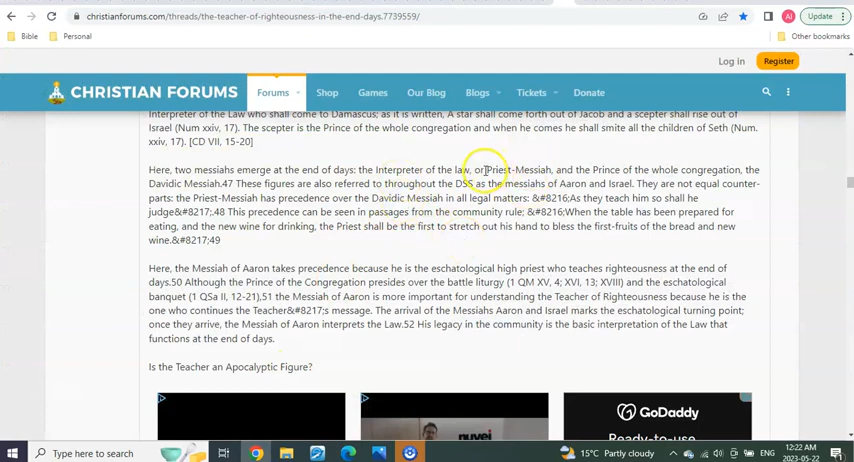 christianforums.com/threads/the-teacher-of-righteousness-in-the-end-days.7739559/
AI
Update
Bible
Personal
Other bookmarks
Log in
Register
CHRISTIAN FORUMS
Forums
Shop
Games
Our Blog
Blogs
Tickets
Donate
Interpreter of the Law who shall come to Damascus; as it is written, A star shall come forth out of Jacob and a scepter shall rise out of
Israel (Num xxiv, 17). The scepter is the Prince of the whole congregation and when he comes he shall smite all the children of Seth (Num.
xxiv, 17). [CD VII, 15-20]
Here, two messiahs emerge at the end of days: the Interpreter of the law, or Priest-Messiah, and the Prince of the whole congregation, the
Davidic Messiah.47 These figures are also referred to throughout the DSS as the messiahs of Aaron and Israel. They are not equal counter-
parts: the Priest-Messiah has precedence over the Davidic Messiah in all legal matters: &#8216;As they teach him so shall he
judge&#8217;.48 This precedence can be seen in passages from the community rule; &#8216;When the table has been prepared for
eating, and the new wine for drinking, the Priest shall be the first to stretch out his hand to bless the first-fruits of the bread and new
wine.&#8217;49
Here, the Messiah of Aaron takes precedence because he is the eschatological high priest who teaches righteousness at the end of
days.50 Although the Prince of the Congregation presides over the battle liturgy (1 QM XV, 4; XVI, 13; XVIII) and the eschatological
banquet (1 QSa II, 12-21),51 the Messiah of Aaron is more important for understanding the Teacher of Righteousness because he is the
one who continues the Teacher&#8217;s message. The arrival of the Messiahs Aaron and Israel marks the eschatological turning point;
once they arrive, the Messiah of Aaron interprets the Law.52 His legacy in the community is the basic interpretation of the Law that
functions at the end of days.
Is the Teacher an Apocalyptic Figure?
nuvei
GoDaddy
Ready-to-use
Type here to search
15°C Partly cloudy
ENG
12:22 AM
2023-05-22